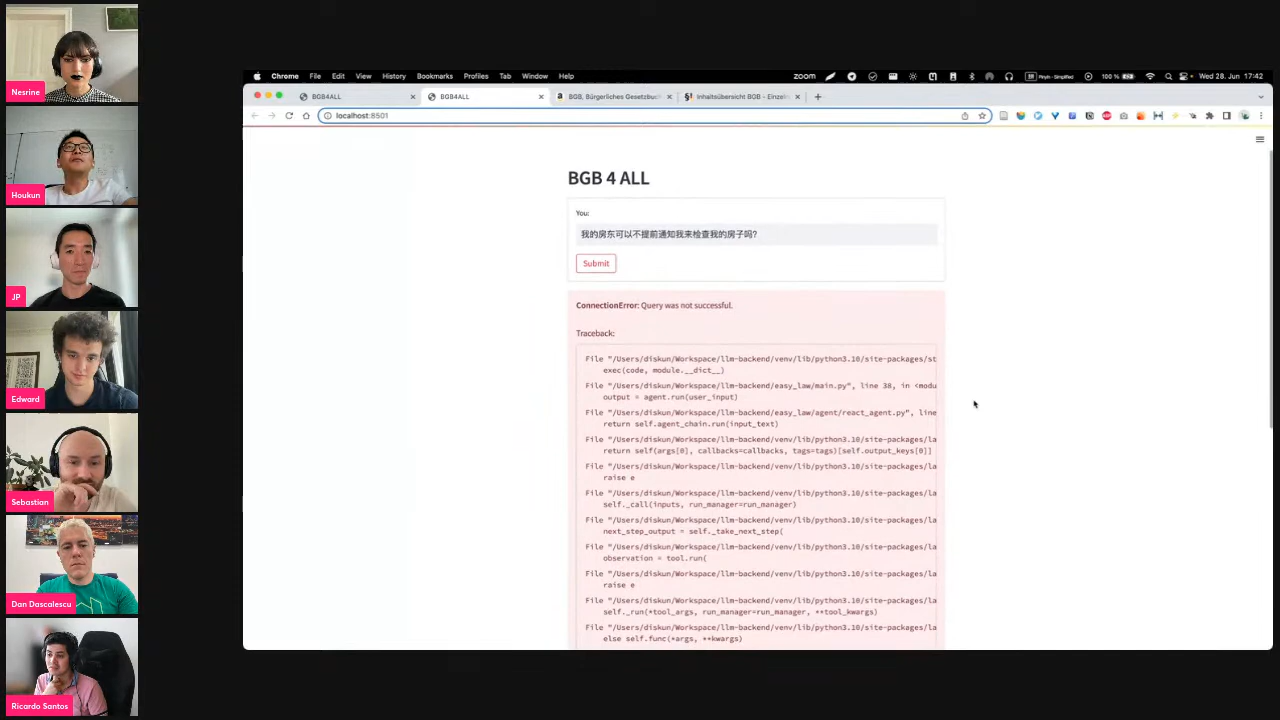 Nesrine
Houkun
JP
Edward
Sebastian
Dan Dascalescu
Ricardo Santos
Chrome File Edit View History Bookmarks Profiles Tab Window Help
zoom
Pinyin - Simplified
100 %
Wed 28. Jun 17:42
BGB4ALL
BGB4ALL
BGB, Bürgerliches Gesetzbuch
Inhaltsübersicht BGB - Einzel
localhost:8501
BGB 4 ALL
You:
我的房东可以不提前通知我来检查我的房子吗?
Submit
ConnectionError: Query was not successful.
Traceback:
File "/Users/diskun/Workspace/llm-backend/venv/lib/python3.10/site-packages/st
exec(code, module.__dict__)
File "/Users/diskun/Workspace/llm-backend/easy_law/main.py", line 38, in <modu
output = agent.run(user_input)
File "/Users/diskun/Workspace/llm-backend/easy_law/agent/react_agent.py", line
return self.agent_chain.run(input_text)
File "/Users/diskun/Workspace/llm-backend/venv/lib/python3.10/site-packages/la
return self(args[0], callbacks=callbacks, tags=tags)[self.output_keys[0]]
File "/Users/diskun/Workspace/llm-backend/venv/lib/python3.10/site-packages/la
raise e
File "/Users/diskun/Workspace/llm-backend/venv/lib/python3.10/site-packages/la
self._call(inputs, run_manager=run_manager)
File "/Users/diskun/Workspace/llm-backend/venv/lib/python3.10/site-packages/la
next_step_output = self._take_next_step(
File "/Users/diskun/Workspace/llm-backend/venv/lib/python3.10/site-packages/la
observation = tool.run(
File "/Users/diskun/Workspace/llm-backend/venv/lib/python3.10/site-packages/la
raise e
File "/Users/diskun/Workspace/llm-backend/venv/lib/python3.10/site-packages/la
self._run(*tool_args, run_manager=run_manager, **tool_kwargs)
File "/Users/diskun/Workspace/llm-backend/venv/lib/python3.10/site-packages/la
else self.func(*args, **kwargs)